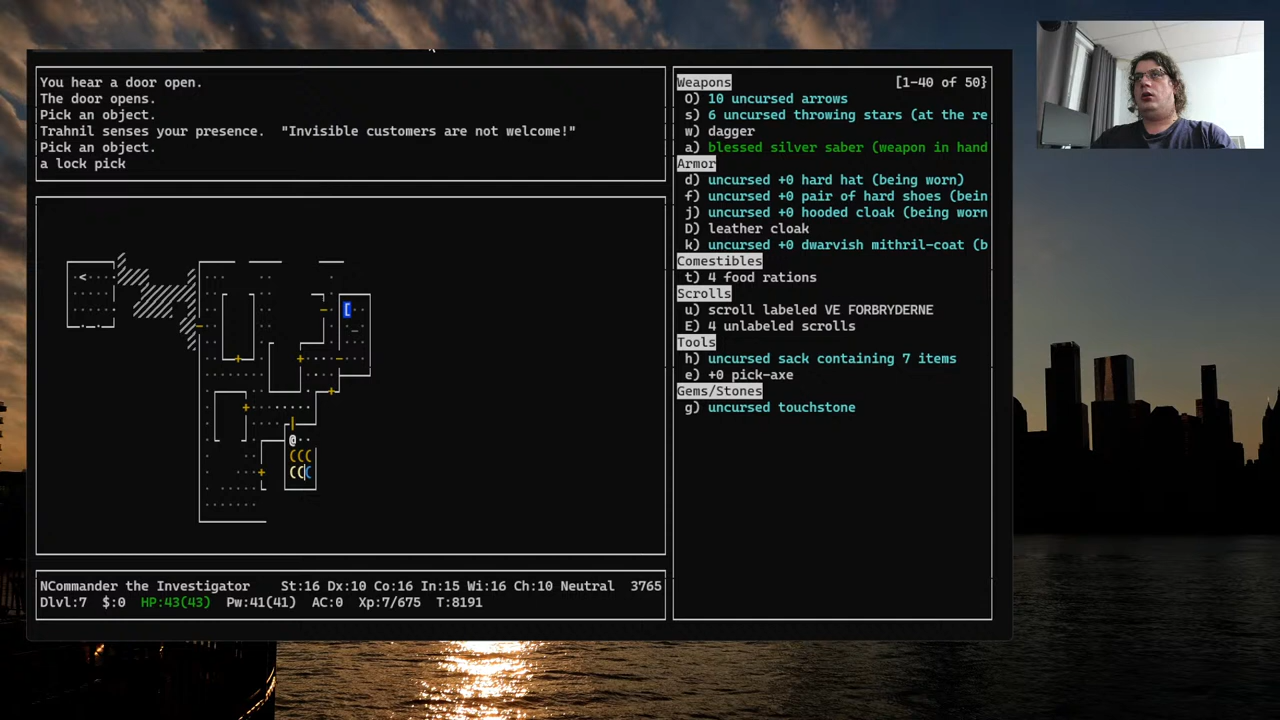 You hear a door open.
The door opens.
Pick an object.
Trahnil senses your presence.  "Invisible customers are not welcome!"
Pick an object.
a lock pick
Weapons [1-40 of 50}
O) 10 uncursed arrows
s) 6 uncursed throwing stars (at the re
w) dagger
a) blessed silver saber (weapon in hand
Armor
d) uncursed +0 hard hat (being worn)
f) uncursed +0 pair of hard shoes (bein
j) uncursed +0 hooded cloak (being worn
D) leather cloak
k) uncursed +0 dwarvish mithril-coat (b
Comestibles
t) 4 food rations
Scrolls
u) scroll labeled VE FORBRYDERNE
E) 4 unlabeled scrolls
Tools
h) uncursed sack containing 7 items
e) +0 pick-axe
Gems/Stones
g) uncursed touchstone
NCommander the Investigator    St:16 Dx:10 Co:16 In:15 Wi:16 Ch:10 Neutral  3765
Dlvl:7  $:0  HP:43(43)  Pw:41(41)  AC:0  Xp:7/675  T:8191